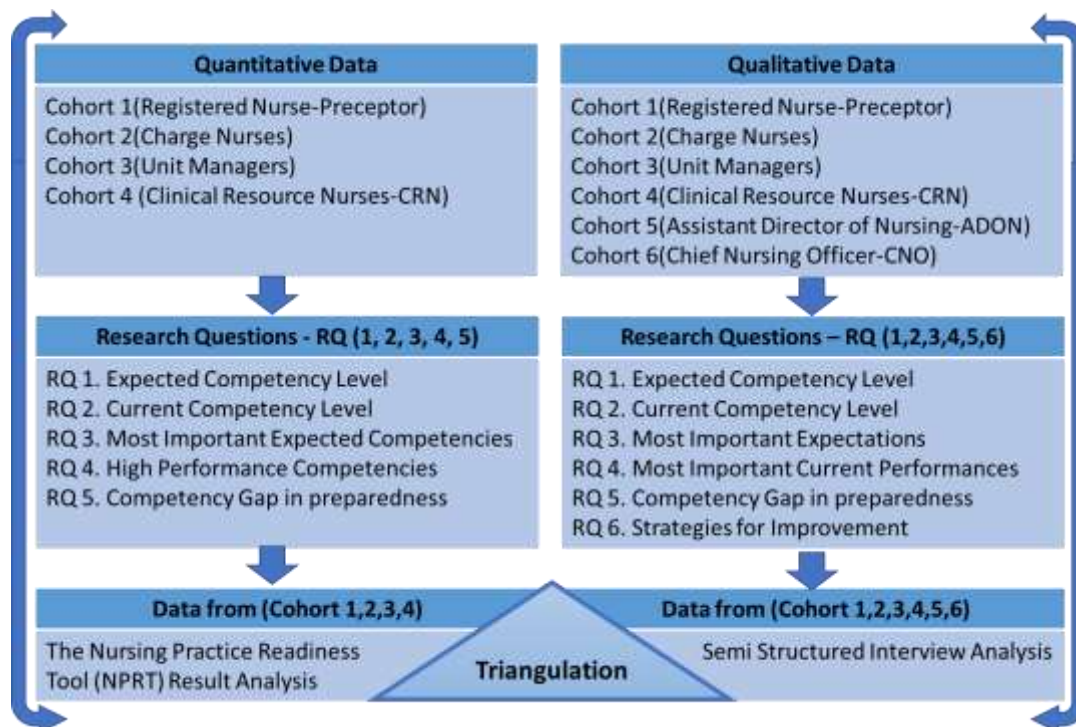 Quantitative Data
Cohort 1(Registered Nurse-Preceptor)
Cohort 2(Charge Nurses)
Cohort 3(Unit Managers)
Cohort 4 (Clinical Resource Nurses-CRN)
Qualitative Data
Cohort 1(Registered Nurse-Preceptor)
Cohort 2(Charge Nurses)
Cohort 3(Unit Managers)
Cohort 4(Clinical Resource Nurses-CRN)
Cohort 5(Assistant Director of Nursing-ADON)
Cohort 6(Chief Nursing Officer-CNO)
Research Questions - RQ (1, 2, 3, 4, 5)
RQ 1. Expected Competency Level
RQ 2. Current Competency Level
RQ 3. Most Important Expected Competencies
RQ 4. High Performance Competencies
RQ 5. Competency Gap in preparedness
Research Questions – RQ (1,2,3,4,5,6)
RQ 1. Expected Competency Level
RQ 2. Current Competency Level
RQ 3. Most Important Expectations
RQ 4. Most Important Current Performances
RQ 5. Competency Gap in preparedness
RQ 6. Strategies for Improvement
Data from (Cohort 1,2,3,4)
The Nursing Practice Readiness
Tool (NPRT) Result Analysis
Data from (Cohort 1,2,3,4,5,6)
Semi Structured Interview Analysis
Triangulation